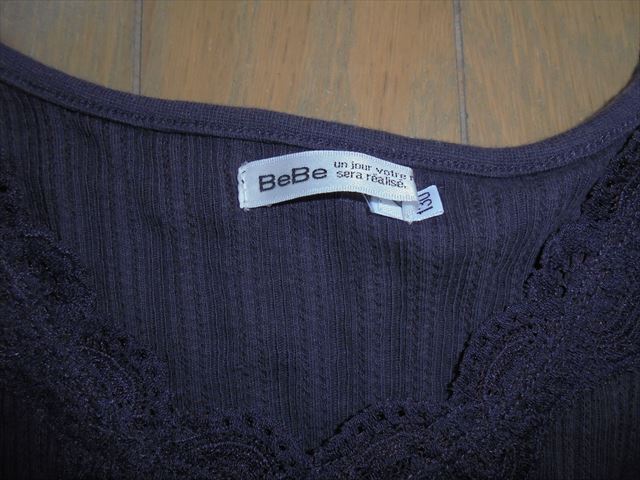 BeBe
un jour votre
sera réalisé.
130